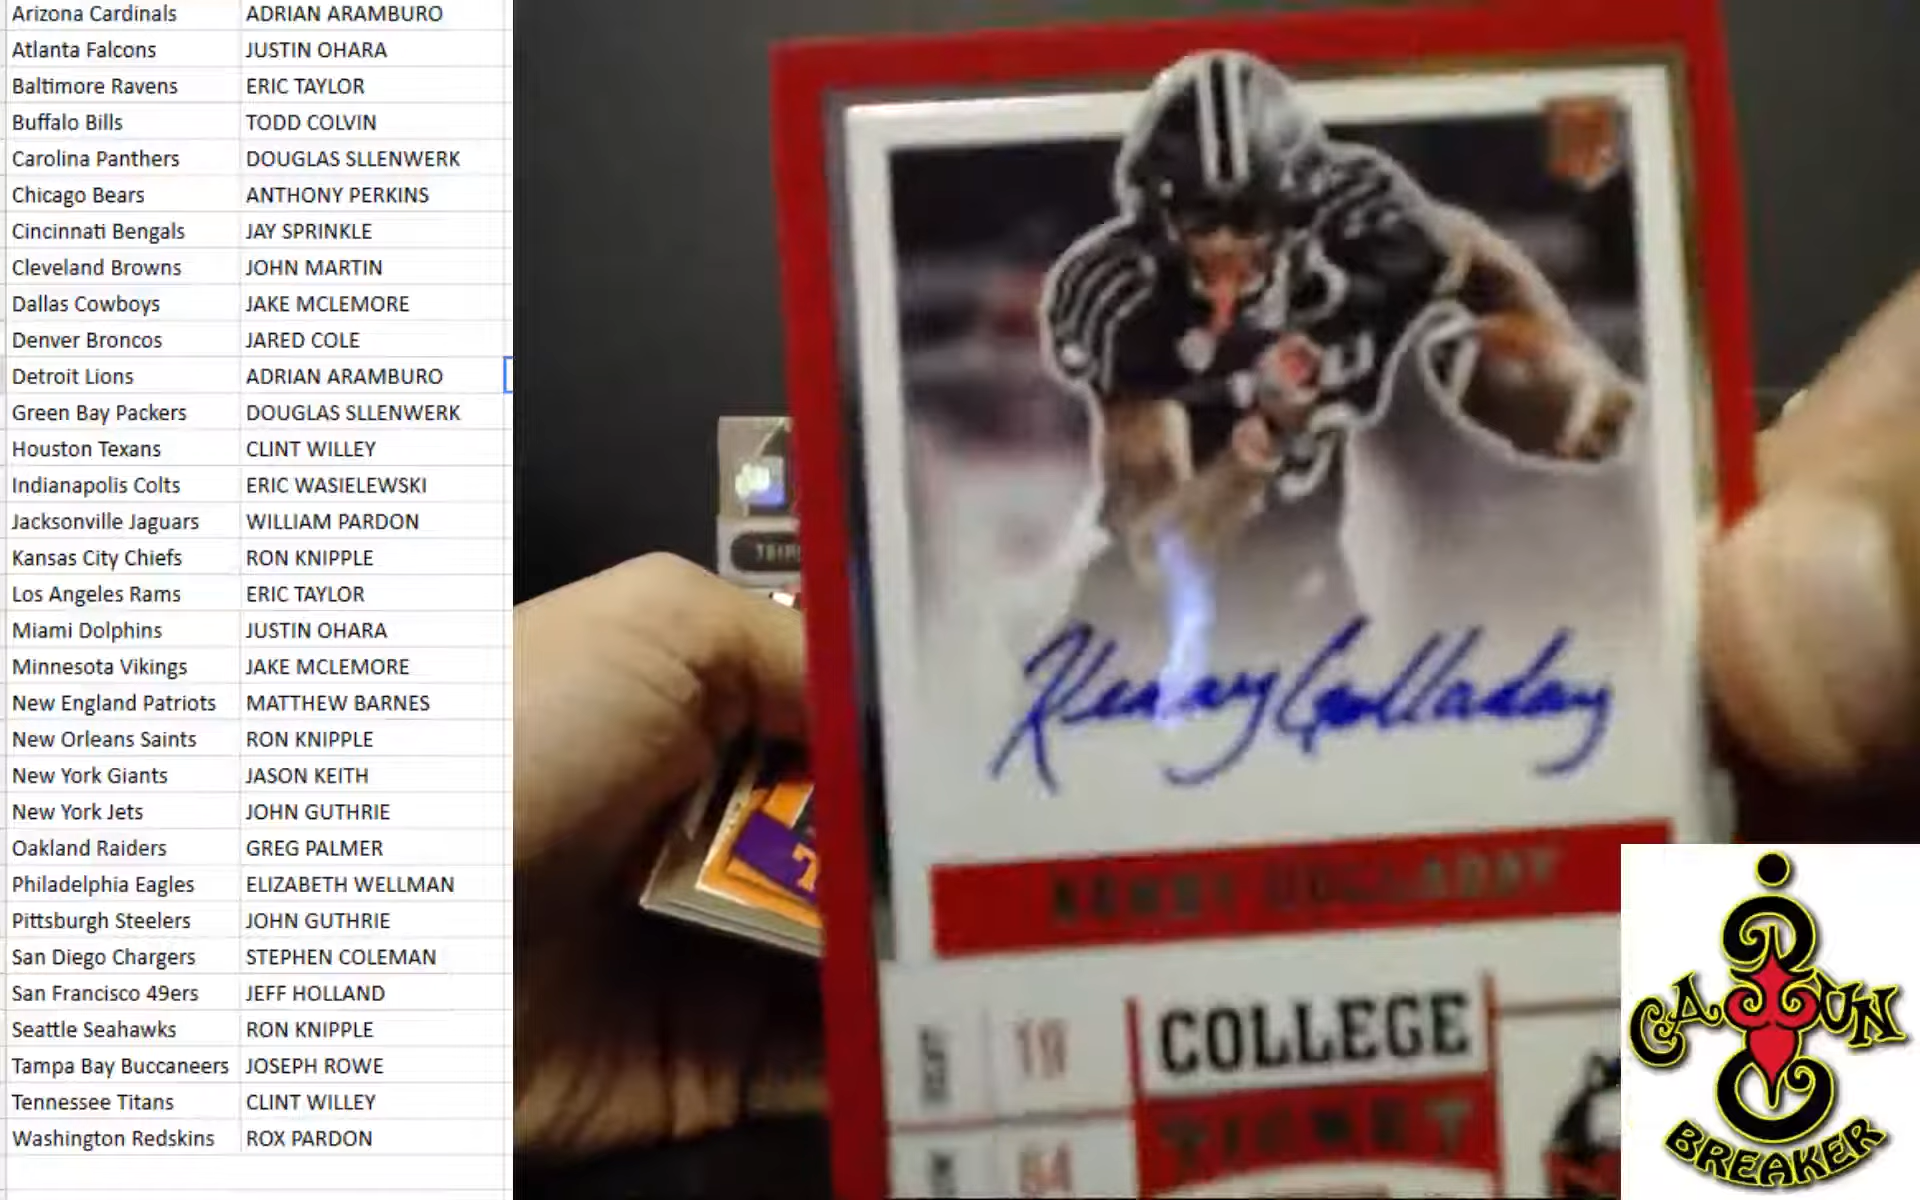 Arizona Cardinals ADRIAN ARAMBURO
Atlanta Falcons JUSTIN OHARA
Baltimore Ravens ERIC TAYLOR
Buffalo Bills TODD COLVIN
Carolina Panthers DOUGLAS SLLENWERK
Chicago Bears ANTHONY PERKINS
Cincinnati Bengals JAY SPRINKLE
Cleveland Browns JOHN MARTIN
Dallas Cowboys JAKE MCLEMORE
Denver Broncos JARED COLE
Detroit Lions ADRIAN ARAMBURO
Green Bay Packers DOUGLAS SLLENWERK
Houston Texans CLINT WILLEY
Indianapolis Colts ERIC WASIELEWSKI
Jacksonville Jaguars WILLIAM PARDON
Kansas City Chiefs RON KNIPPLE
Los Angeles Rams ERIC TAYLOR
Miami Dolphins JUSTIN OHARA
Minnesota Vikings JAKE MCLEMORE
New England Patriots MATTHEW BARNES
New Orleans Saints RON KNIPPLE
New York Giants JASON KEITH
New York Jets JOHN GUTHRIE
Oakland Raiders GREG PALMER
Philadelphia Eagles ELIZABETH WELLMAN
Pittsburgh Steelers JOHN GUTHRIE
San Diego Chargers STEPHEN COLEMAN
San Francisco 49ers JEFF HOLLAND
Seattle Seahawks RON KNIPPLE
Tampa Bay Buccaneers JOSEPH ROWE
Tennessee Titans CLINT WILLEY
Washington Redskins ROX PARDON
Kenny Golladay
KENNY GOLLADAY
19 COLLEGE
TICKET
84
CAJUN
BREAKER